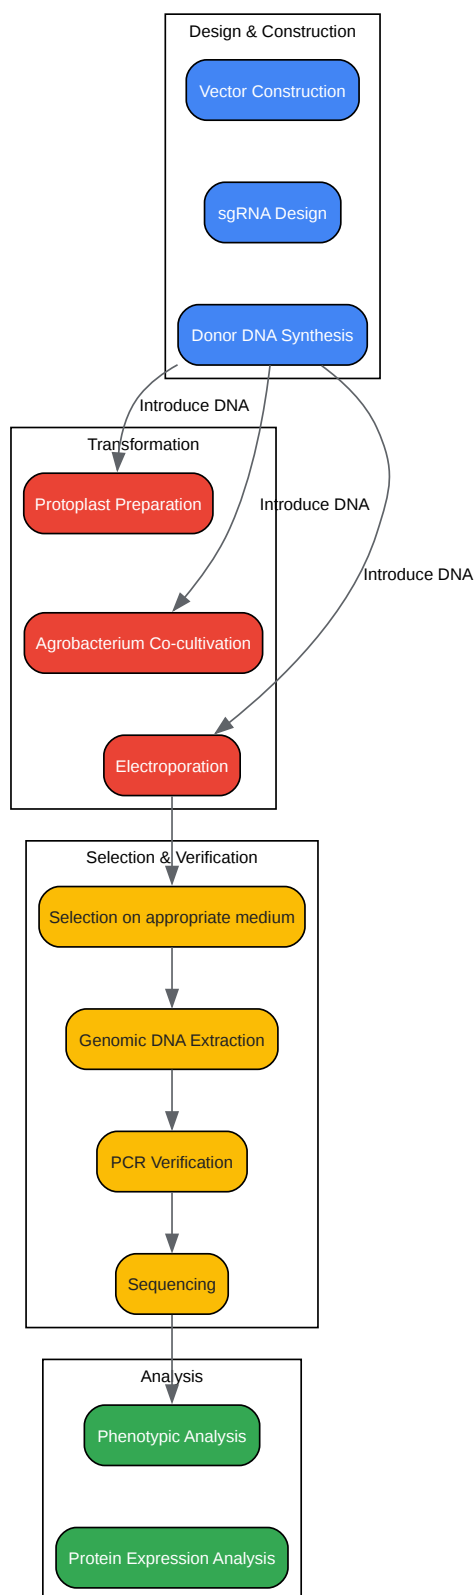 Design & Construction
Vector Construction
sgRNA Design
Donor DNA Synthesis
Introduce DNA
Transformation
Protoplast Preparation
Introduce DNA
Introduce DNA
Agrobacterium Co-cultivation
Electroporation
Selection & Verification
Selection on appropriate medium
Genomic DNA Extraction
PCR Verification
Sequencing
Analysis
Phenotypic Analysis
Protein Expression Analysis